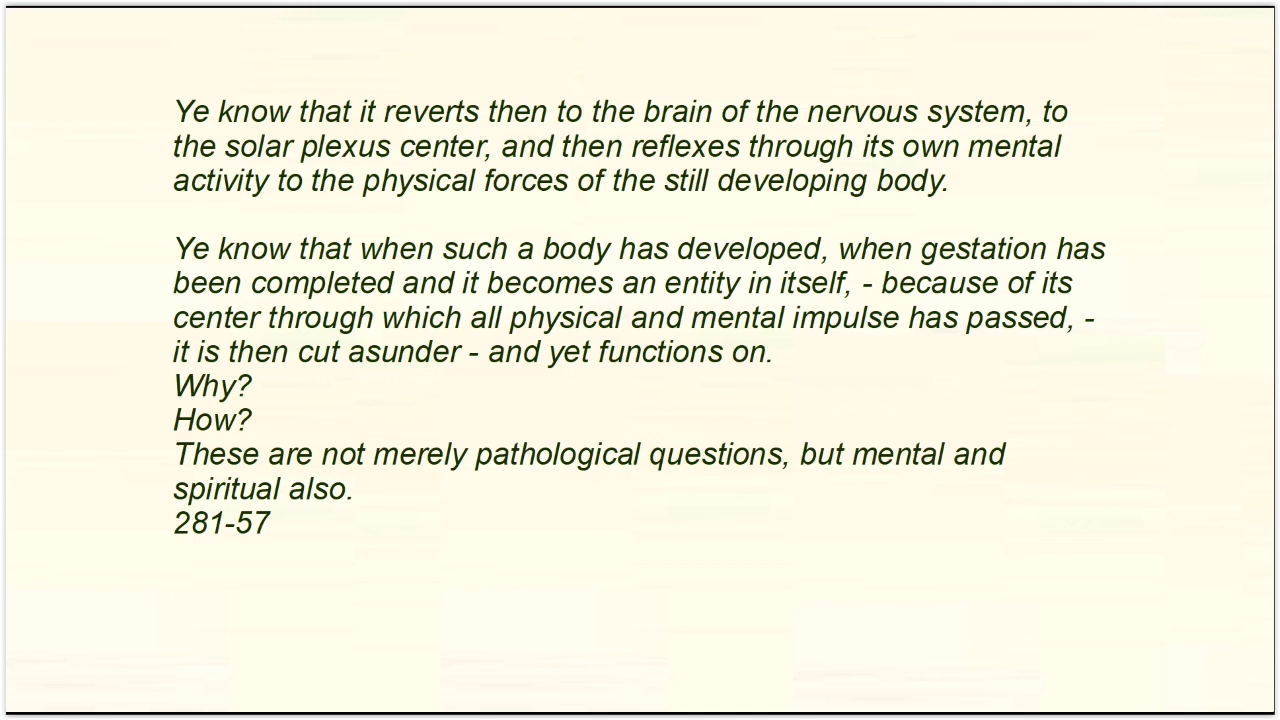 Ye know that it reverts then to the brain of the nervous system, to
the solar plexus center, and then reflexes through its own mental
activity to the physical forces of the still developing body.
Ye know that when such a body has developed, when gestation has
been completed and it becomes an entity in itself, - because of its
center through which all physical and mental impulse has passed, -
it is then cut asunder - and yet functions on.
Why?
How?
These are not merely pathological questions, but mental and
spiritual also.
281-57